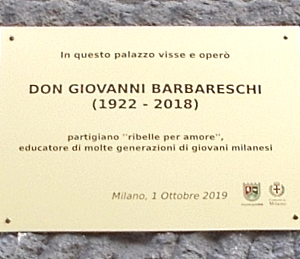 In questo palazzo visse e operò
DON GIOVANNI BARBARESCHI
(1922 - 2018)
partigiano "ribelle per amore",
educatore di molte generazioni di giovani milanesi
Milano, 1 Ottobre 2019